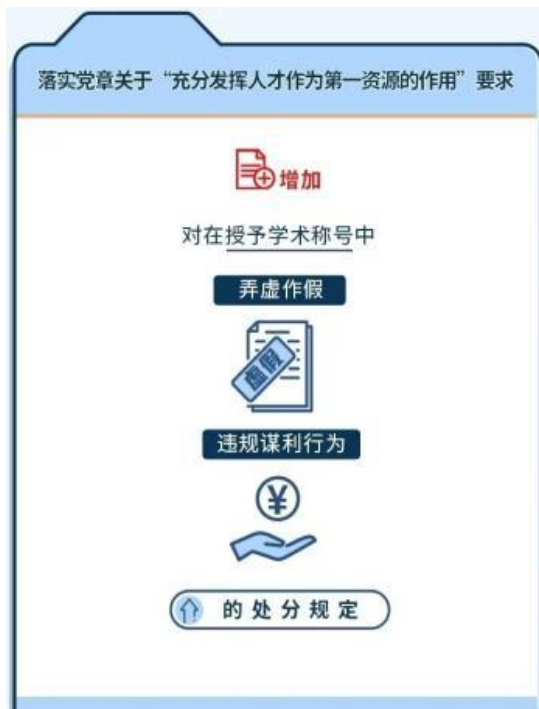 落实党章关于“充分发挥人才作为第一资源的作用”要求
增加
对在授予学术称号中
弄虚作假
虚假
违规谋利行为
¥
的处分规定